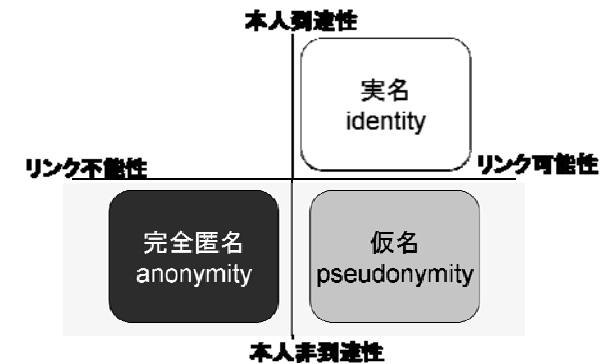 本人到達性
実名
identity
リンク不能性
リンク可能性
完全匿名
anonymity
仮名
pseudonymity
本人非到達性